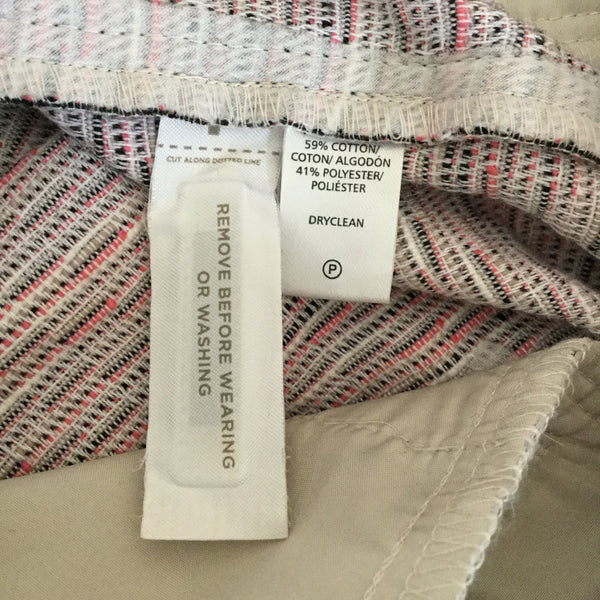 CUT ALONG DOTTED LINE
REMOVE BEFORE WEARING
OR WASHING
59% COTTON/
COTON/ ALGODÓN
41% POLYESTER/
POLIÉSTER
DRYCLEAN
P